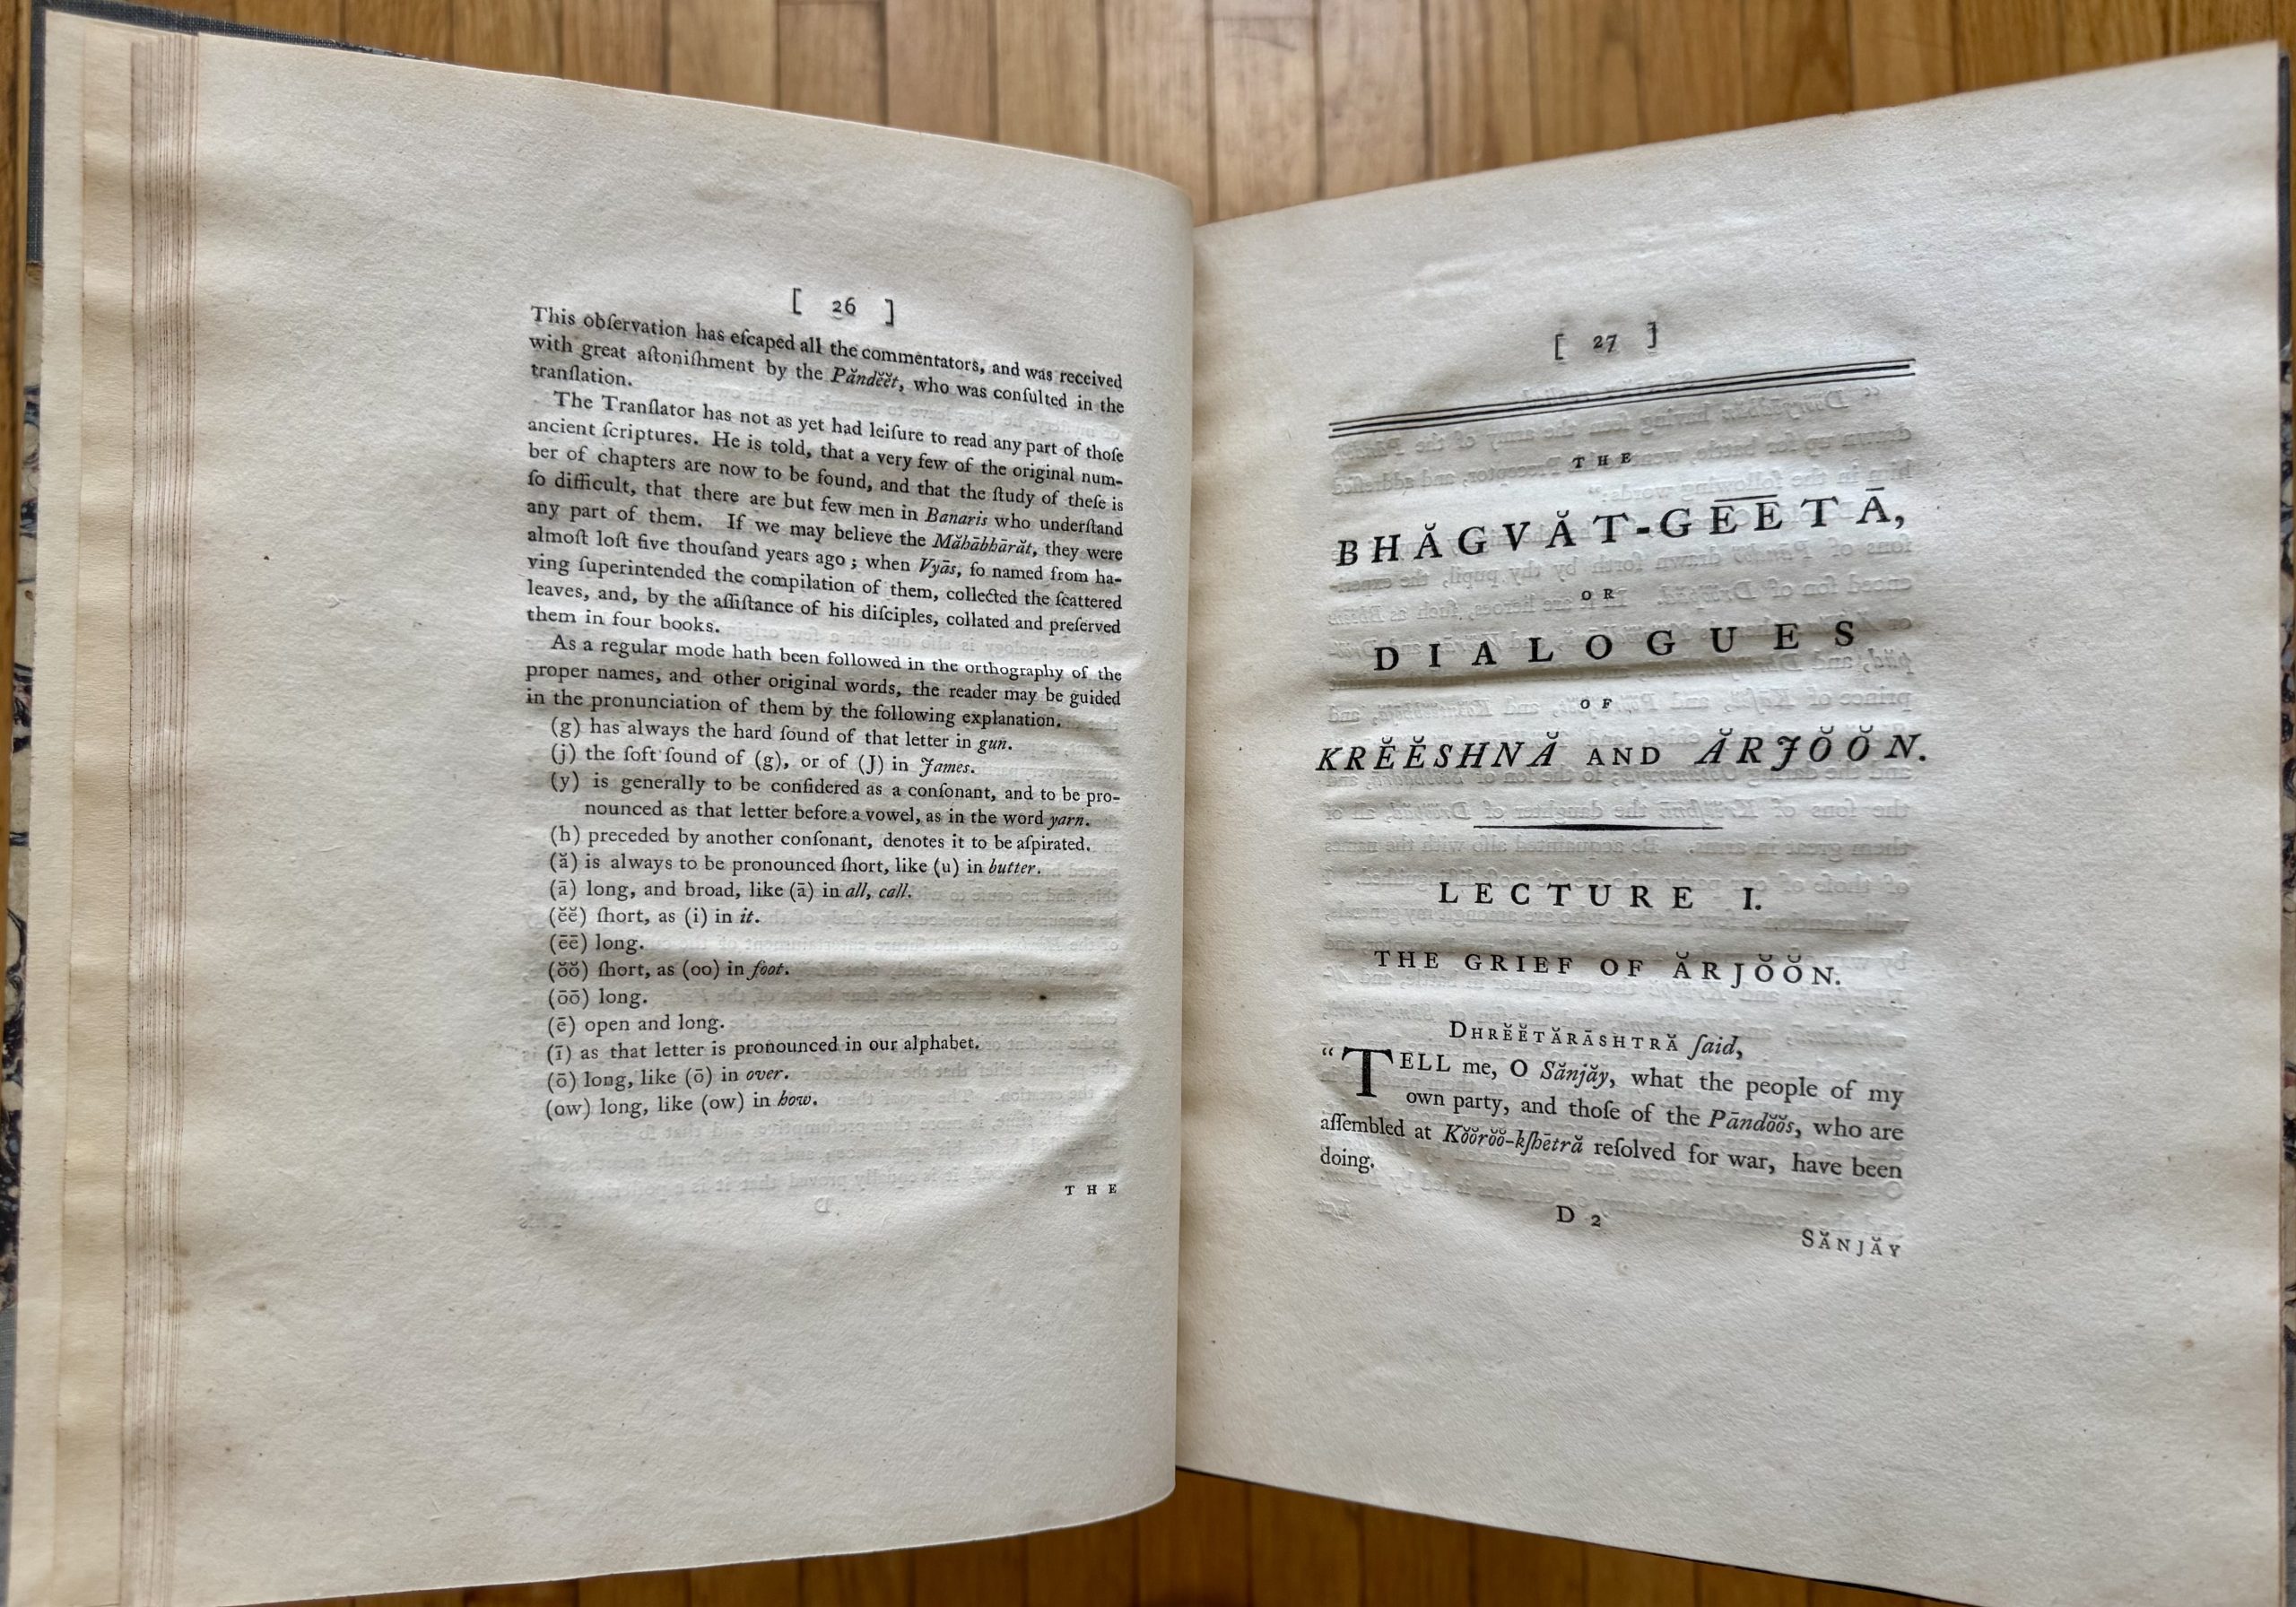 [ 26 ]
This obſervation has eſcaped all the commentators, and was received
with great aſtoniſhment by the Păndĕĕt, who was conſulted in the
tranſlation.
The Tranſlator has not as yet had leiſure to read any part of thoſe
ancient ſcriptures. He is told, that a very few of the original num-
ber of chapters are now to be found, and that the ſtudy of theſe is
ſo difficult, that there are but few men in Banaris who underſtand
any part of them. If we may believe the Măhābhārăt, they were
almoſt loſt five thouſand years ago; when Vyās, ſo named from ha-
ving ſuperintended the compilation of them, collected the ſcattered
leaves, and, by the aſſiſtance of his diſciples, collated and preſerved
them in four books.
As a regular mode hath been followed in the orthography of the
proper names, and other original words, the reader may be guided
in the pronunciation of them by the following explanation.
(g) has always the hard ſound of that letter in gun.
(j) the ſoft ſound of (g), or of (J) in James.
(y) is generally to be conſidered as a conſonant, and to be pro-
nounced as that letter before a vowel, as in the word yarn.
(h) preceded by another conſonant, denotes it to be aſpirated.
(ă) is always to be pronounced ſhort, like (u) in butter.
(ā) long, and broad, like (ā) in all, call.
(ĕĕ) ſhort, as (i) in it.
(ēē) long.
(ŏŏ) ſhort, as (oo) in foot.
(ōō) long.
(ē) open and long.
(ī) as that letter is pronounced in our alphabet.
(ō) long, like (ō) in over.
(ow) long, like (ow) in how.
THE
[ 27 ]
THE
BHĂGVĂT-GĒĒTĀ,
OR
DIALOGUES
OF
KRĔĔSHNĂ AND ĂRJŎŎN.
LECTURE I.
THE GRIEF OF ĂRJŎŎN.
DHRĔĔTĂRĀSHTRĂ ſaid,
“TELL me, O Sănjăy, what the people of my
own party, and thoſe of the Pāndŏŏs, who are
aſſembled at Kŏŏrŏŏ-kſhētră reſolved for war, have been
doing.
D 2
SĂNJĂY